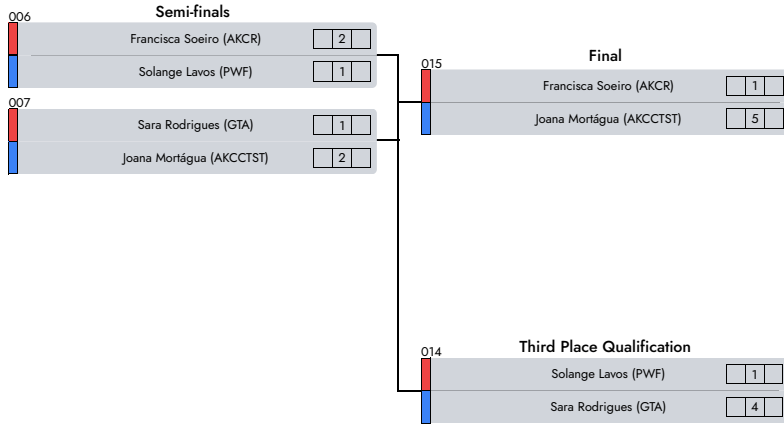 Semi-finals
006
Francisca Soeiro (AKCR) 2
Solange Lavos (PWF) 1
007
Sara Rodrigues (GTA) 1
Joana Mortágua (AKCCTST) 2
Final
015
Francisca Soeiro (AKCR) 1
Joana Mortágua (AKCCTST) 5
Third Place Qualification
014
Solange Lavos (PWF) 1
Sara Rodrigues (GTA) 4